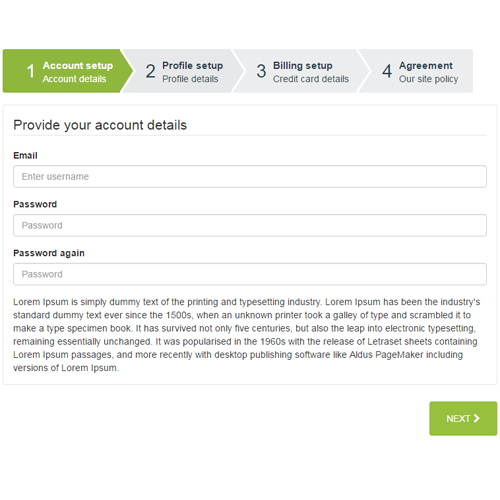 1 Account setup
Account details
2 Profile setup
Profile details
3 Billing setup
Credit card details
4 Agreement
Our site policy
Provide your account details
Email
Enter username
Password
Password
Password again
Password
Lorem Ipsum is simply dummy text of the printing and typesetting industry. Lorem Ipsum has been the industry's
standard dummy text ever since the 1500s, when an unknown printer took a galley of type and scrambled it to
make a type specimen book. It has survived not only five centuries, but also the leap into electronic typesetting,
remaining essentially unchanged. It was popularised in the 1960s with the release of Letraset sheets containing
Lorem Ipsum passages, and more recently with desktop publishing software like Aldus PageMaker including
versions of Lorem Ipsum.
NEXT